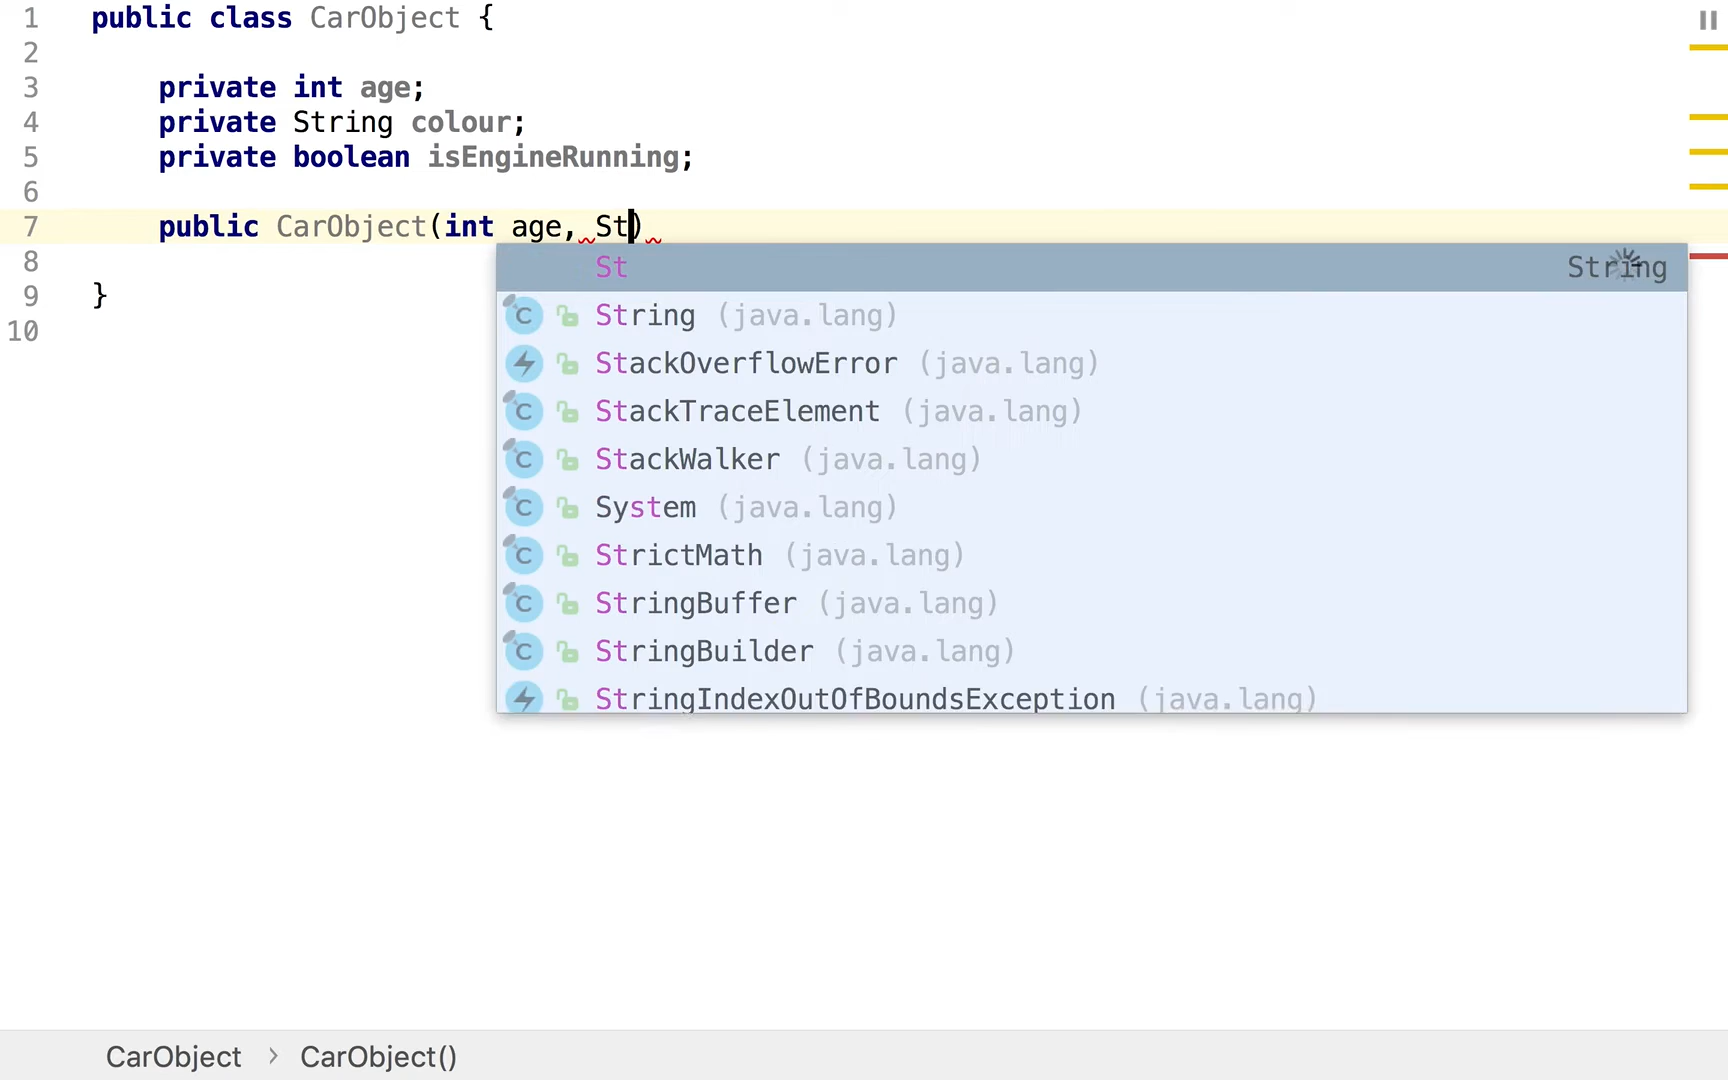 1 public class CarObject {
2
3 private int age;
4 private String colour;
5 private boolean isEngineRunning;
6
7 public CarObject(int age, St)
8
9 }
10
St String
C String (java.lang)
StackOverflowError (java.lang)
C StackTraceElement (java.lang)
C StackWalker (java.lang)
C System (java.lang)
C StrictMath (java.lang)
C StringBuffer (java.lang)
C StringBuilder (java.lang)
StringIndexOutOfBoundsException (java.lang)
CarObject > CarObject()